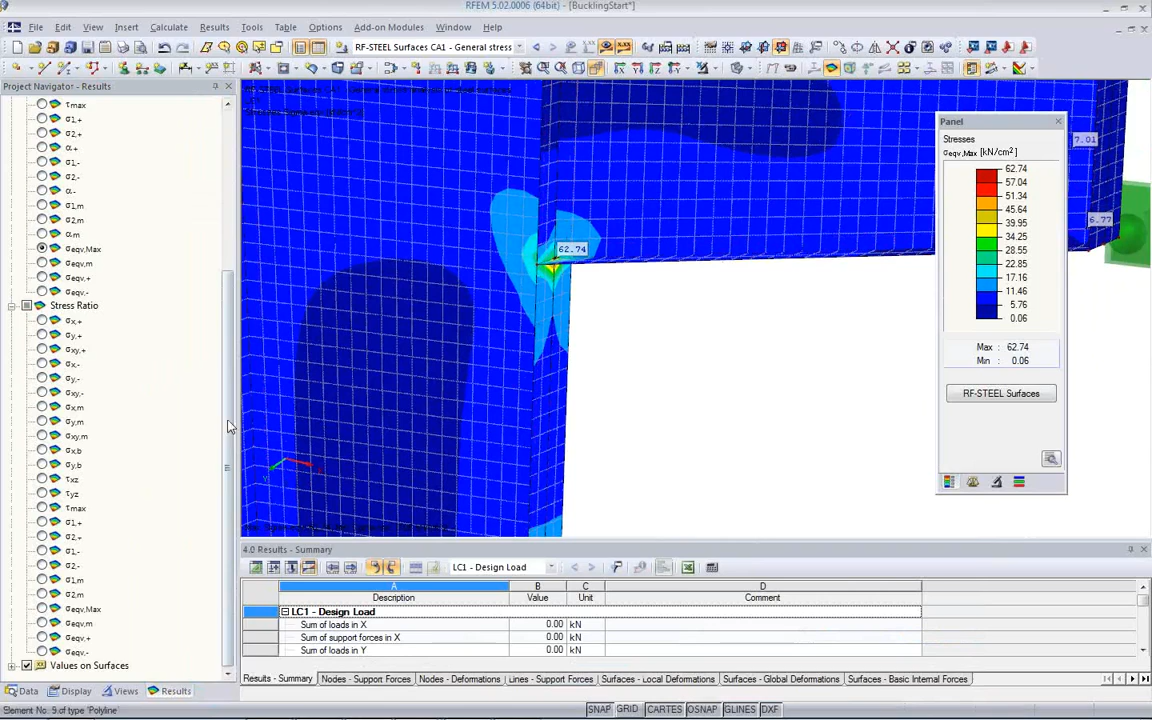 RFEM 5.02.0006 (64bit) - [BucklingStart*]
File Edit View Insert Calculate Results Tools Table Options Add-on Modules Window Help
RF-STEEL Surfaces CA1 - General stress
Project Navigator - Results
τmax
σ1,+
σ2,+
α,+
σ1,-
σ2,-
α,-
σ1,m
σ2,m
α,m
σeqv,Max
σeqv,m
σeqv,+
σeqv,-
Stress Ratio
σx,+
σy,+
σxy,+
σx,-
σy,-
σxy,-
σx,m
σy,m
σxy,m
σx,b
σy,b
τxz
τyz
τmax
σ1,+
σ2,+
σ1,-
σ2,-
σ1,m
σ2,m
σeqv,Max
σeqv,m
σeqv,+
σeqv,-
Values on Surfaces
Data Display Views Results
62.74
7.01
6.77
Y
Panel
Stresses
σeqv,Max [kN/cm²]
62.74
57.04
51.34
45.64
39.95
34.25
28.55
22.85
17.16
11.46
5.76
0.06
Max : 62.74
Min : 0.06
RF-STEEL Surfaces
4.0 Results - Summary
LC1 - Design Load
A B C D
Description Value Unit Comment
LC1 - Design Load
Sum of loads in X 0.00 kN
Sum of support forces in X 0.00 kN
Sum of loads in Y 0.00 kN
Results - Summary Nodes - Support Forces Nodes - Deformations Lines - Support Forces Surfaces - Local Deformations Surfaces - Global Deformations Surfaces - Basic Internal Forces
Element No. 9 of type 'Polyline'
SNAP GRID CARTES OSNAP GLINES DXF